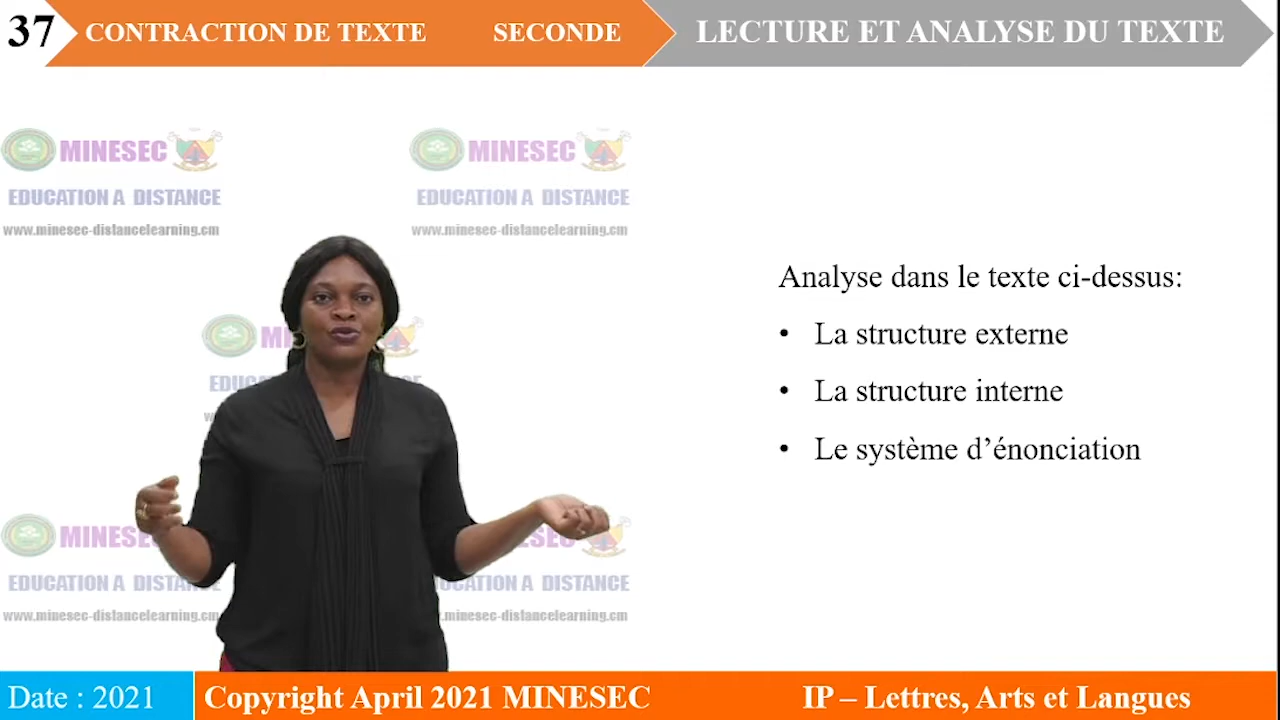 37 CONTRACTION DE TEXTE SECONDE LECTURE ET ANALYSE DU TEXTE
MINESEC MINESEC
EDUCATION A DISTANCE EDUCATION A DISTANCE
www.minesec-distancelearning.cm www.minesec-distancelearning.cm
Analyse dans le texte ci-dessus:
• La structure externe
• La structure interne
• Le système d’énonciation
MINESEC
EDUCATION A DISTANCE
www.minesec-distancelearning.cm
Date : 2021 Copyright April 2021 MINESEC IP – Lettres, Arts et Langues